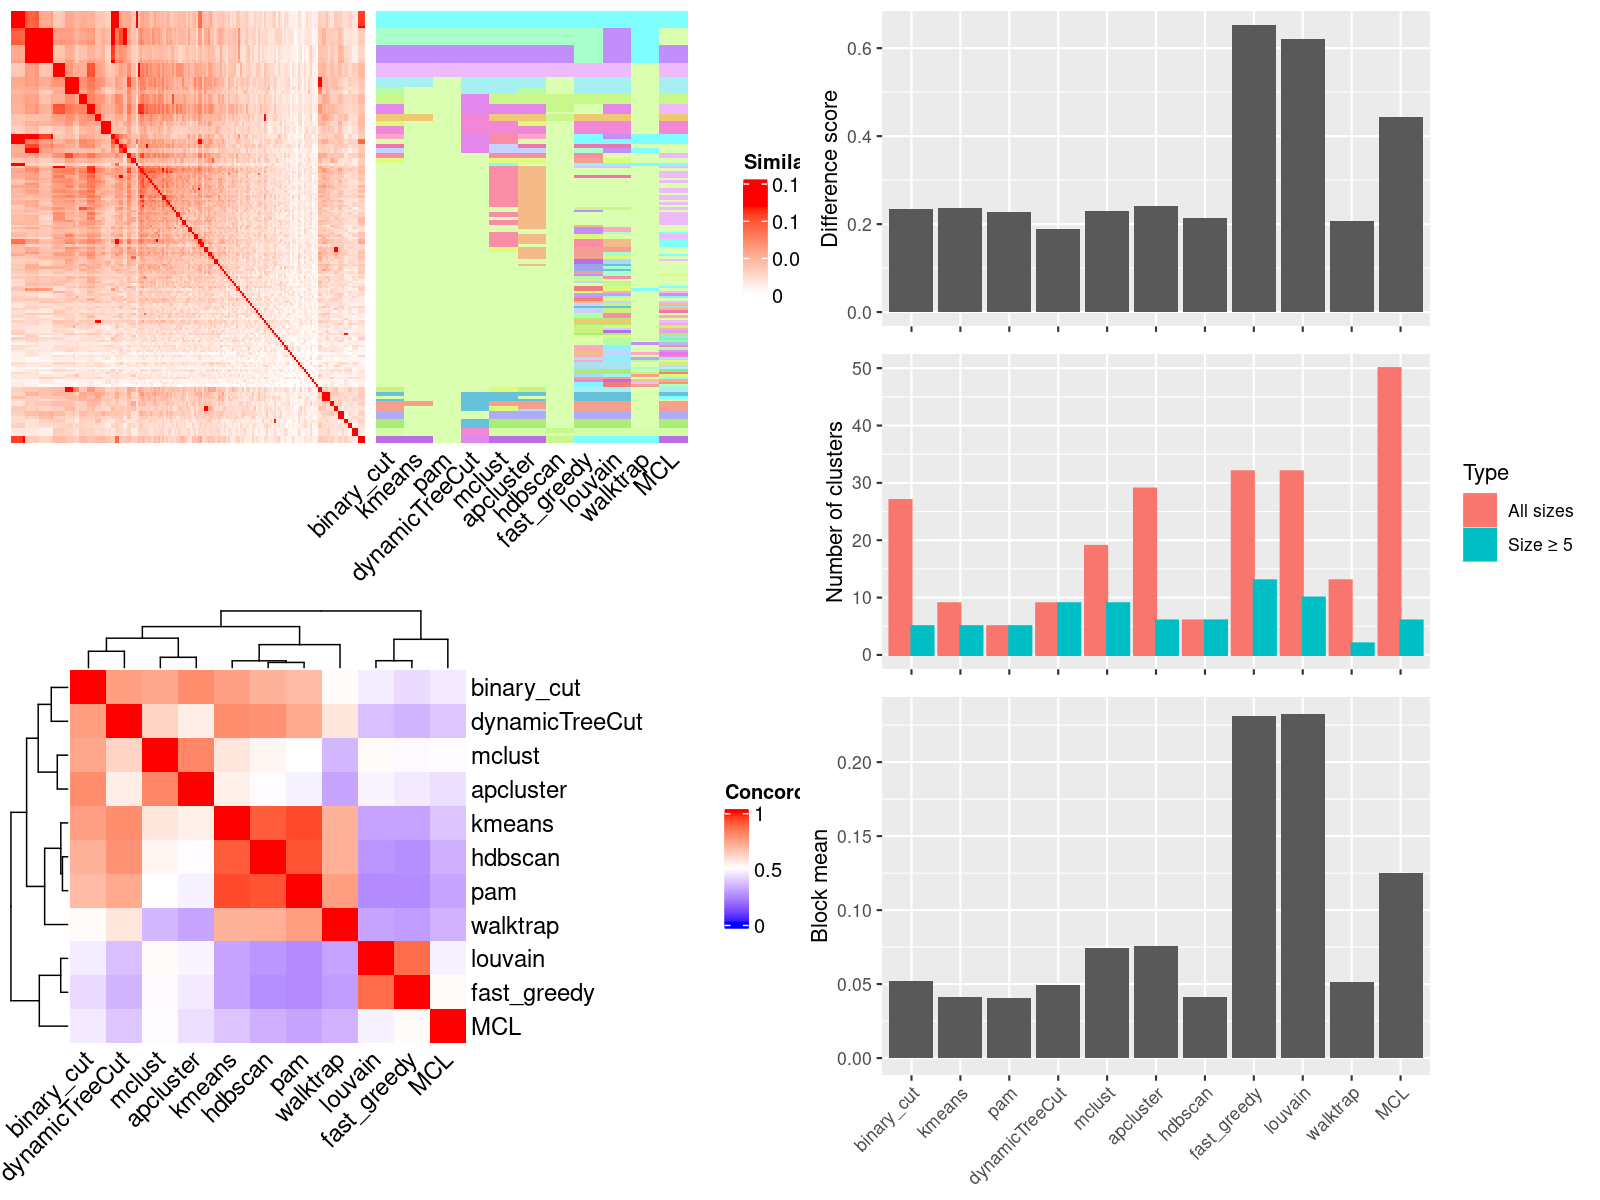 Simila
0.1
0.1
0.0
0
binary_cut
kmeans
pam
dynamicTreeCut
mclust
apcluster
hdbscan
fast_greedy
louvain
walktrap
MCL
Difference score
0.6
0.4
0.2
0.0
Number of clusters
50
40
30
20
10
0
Type
All sizes
Size ≥ 5
binary_cut
dynamicTreeCut
mclust
apcluster
kmeans
hdbscan
pam
walktrap
louvain
fast_greedy
MCL
Concord
1
0.5
0
binary_cut
dynamicTreeCut
mclust
apcluster
kmeans
hdbscan
pam
walktrap
louvain
fast_greedy
MCL
Block mean
0.20
0.15
0.10
0.05
0.00
binary_cut
kmeans
pam
dynamicTreeCut
mclust
apcluster
hdbscan
fast_greedy
louvain
walktrap
MCL